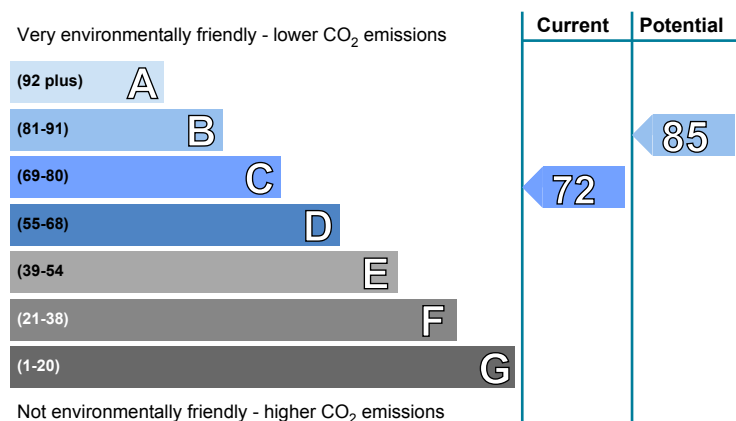 Current Potential
Very environmentally friendly - lower CO2 emissions
(92 plus) A
(81-91) B
85
(69-80) C
72
(55-68) D
(39-54 E
(21-38) F
(1-20) G
Not environmentally friendly - higher CO2 emissions